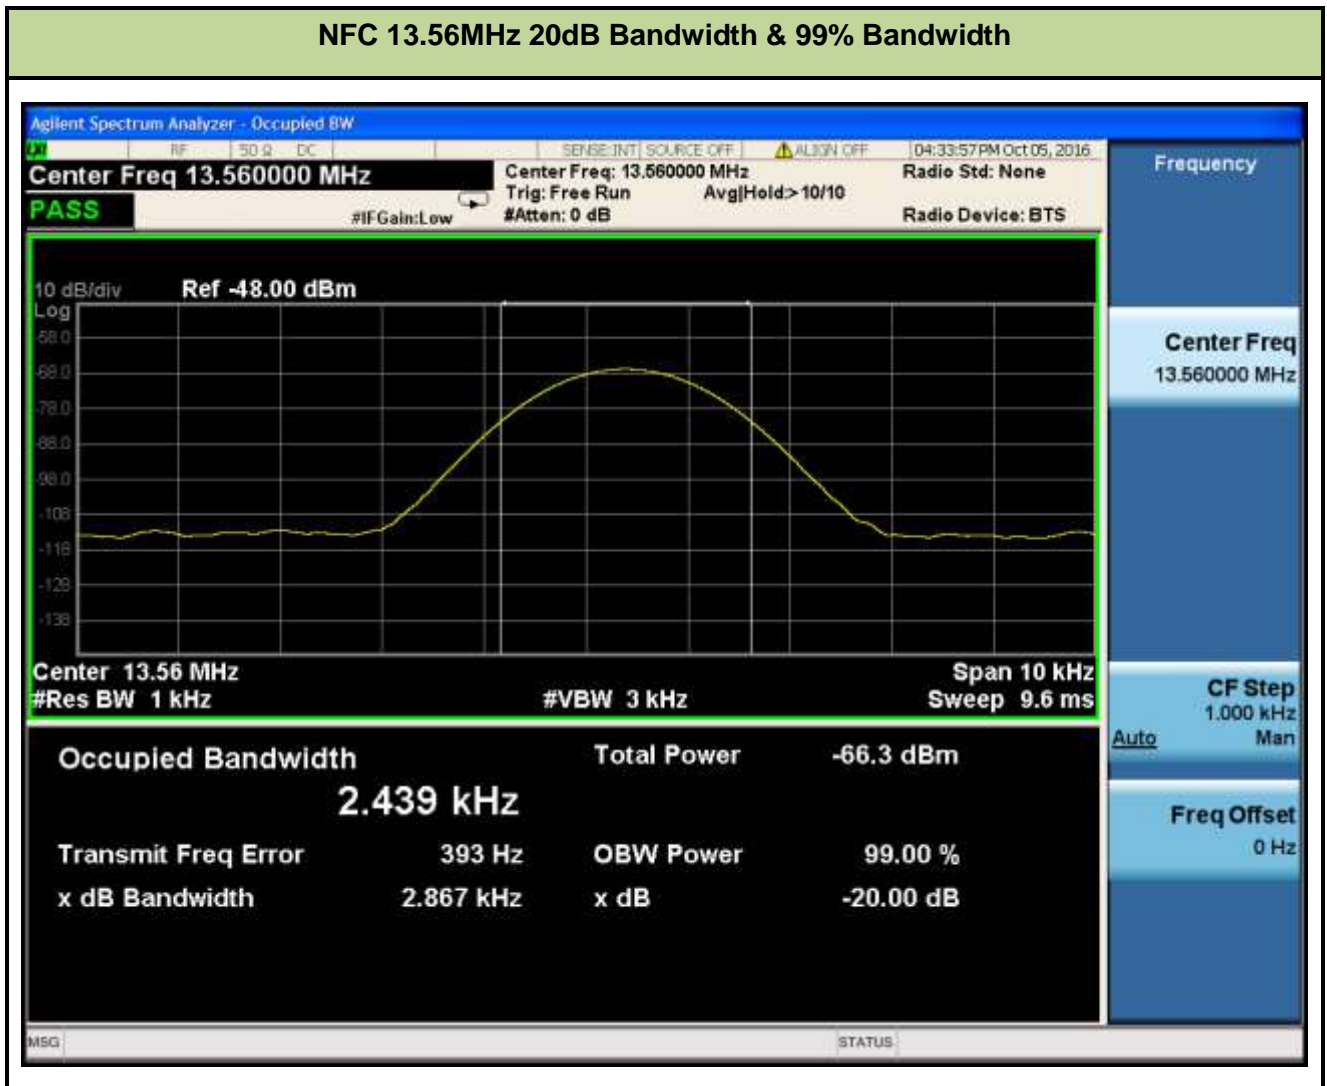 NFC 13.56MHz 20dB Bandwidth & 99% Bandwidth
Agilent Spectrum Analyzer - Occupied BW
LXI RF 50 Ω DC SENSE:INT SOURCE OFF ALIGN OFF 04:33:57 PM Oct 05, 2016
Center Freq 13.560000 MHz
Center Freq: 13.560000 MHz
Radio Std: None
Trig: Free Run Avg|Hold:> 10/10
PASS
#IFGain:Low
#Atten: 0 dB
Radio Device: BTS
10 dB/div Ref -48.00 dBm
Log
-58.0
-68.0
-78.0
-88.0
-98.0
-108
-118
-128
-138
Center 13.56 MHz Span 10 kHz
#Res BW 1 kHz #VBW 3 kHz Sweep 9.6 ms
Occupied Bandwidth Total Power -66.3 dBm
2.439 kHz
Transmit Freq Error 393 Hz OBW Power 99.00 %
x dB Bandwidth 2.867 kHz x dB -20.00 dB
Frequency
Center Freq
13.560000 MHz
CF Step
1.000 kHz
Auto Man
Freq Offset
0 Hz
MSG STATUS